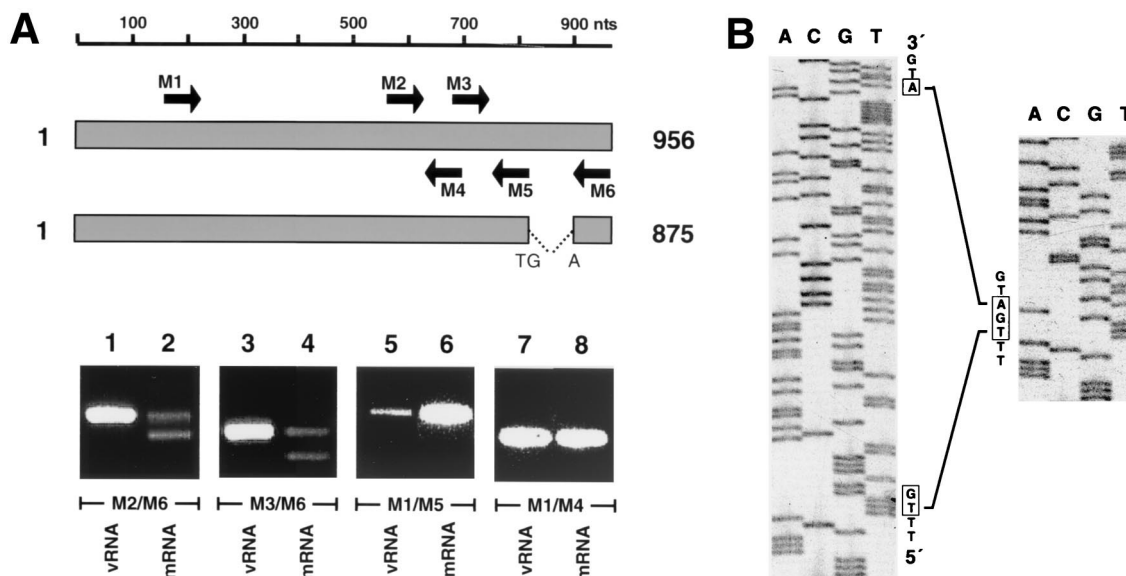 A
100 300 500 700 900 nts
M1 M2 M3
1 956
M4 M5 M6
1 875
TG A
1 2 3 4 5 6 7 8
M2/M6 M3/M6 M1/M5 M1/M4
vRNA mRNA vRNA mRNA vRNA mRNA vRNA mRNA
B
A C G T 3´
G
T
A
A C G T
G
T
A
G
T
T
T
G
T
T
T
5´